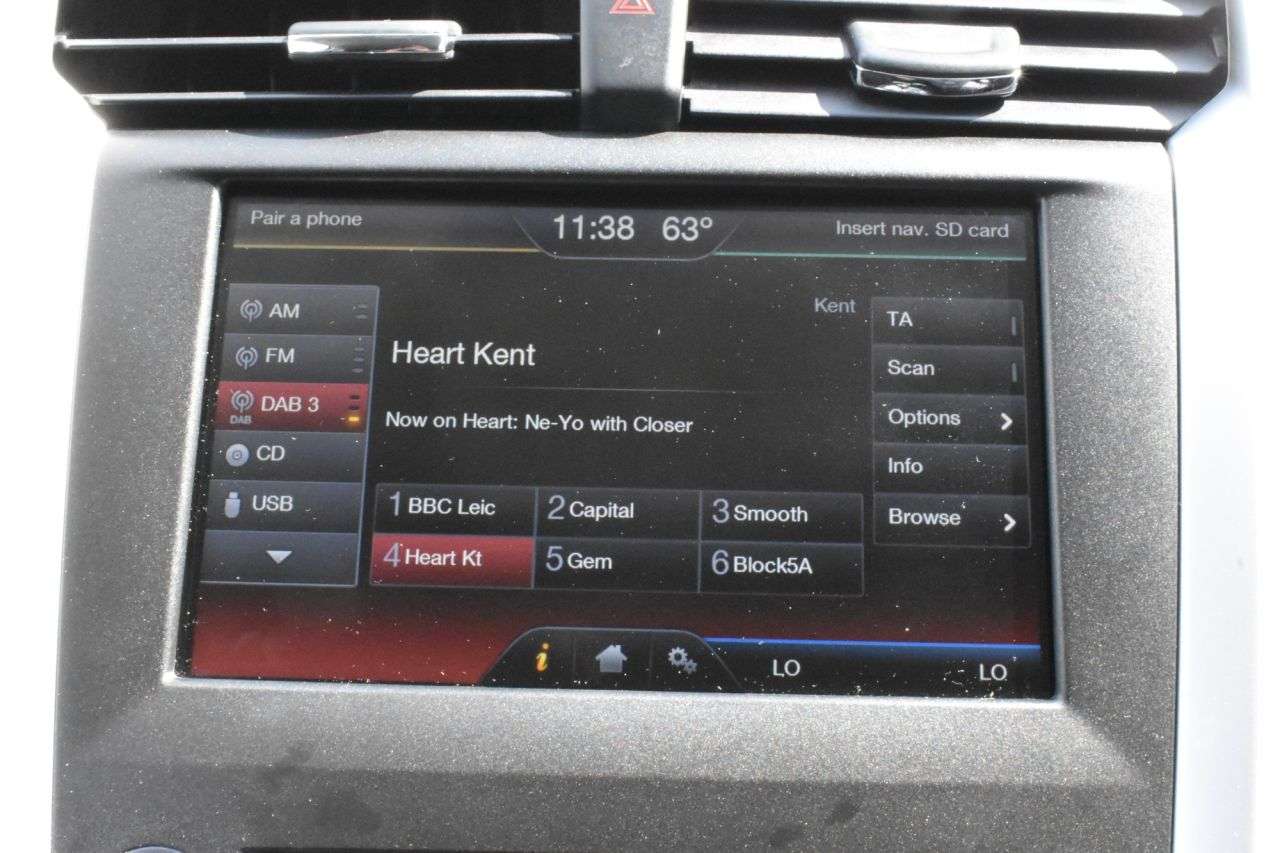 Pair a phone
11:38 63°
Insert nav. SD card
AM
FM
DAB 3
DAB
CD
USB
Kent
Heart Kent
Now on Heart: Ne-Yo with Closer
1 BBC Leic
2 Capital
3 Smooth
4 Heart Kt
5 Gem
6 Block5A
TA
Scan
Options
Info
Browse
i
LO
LO